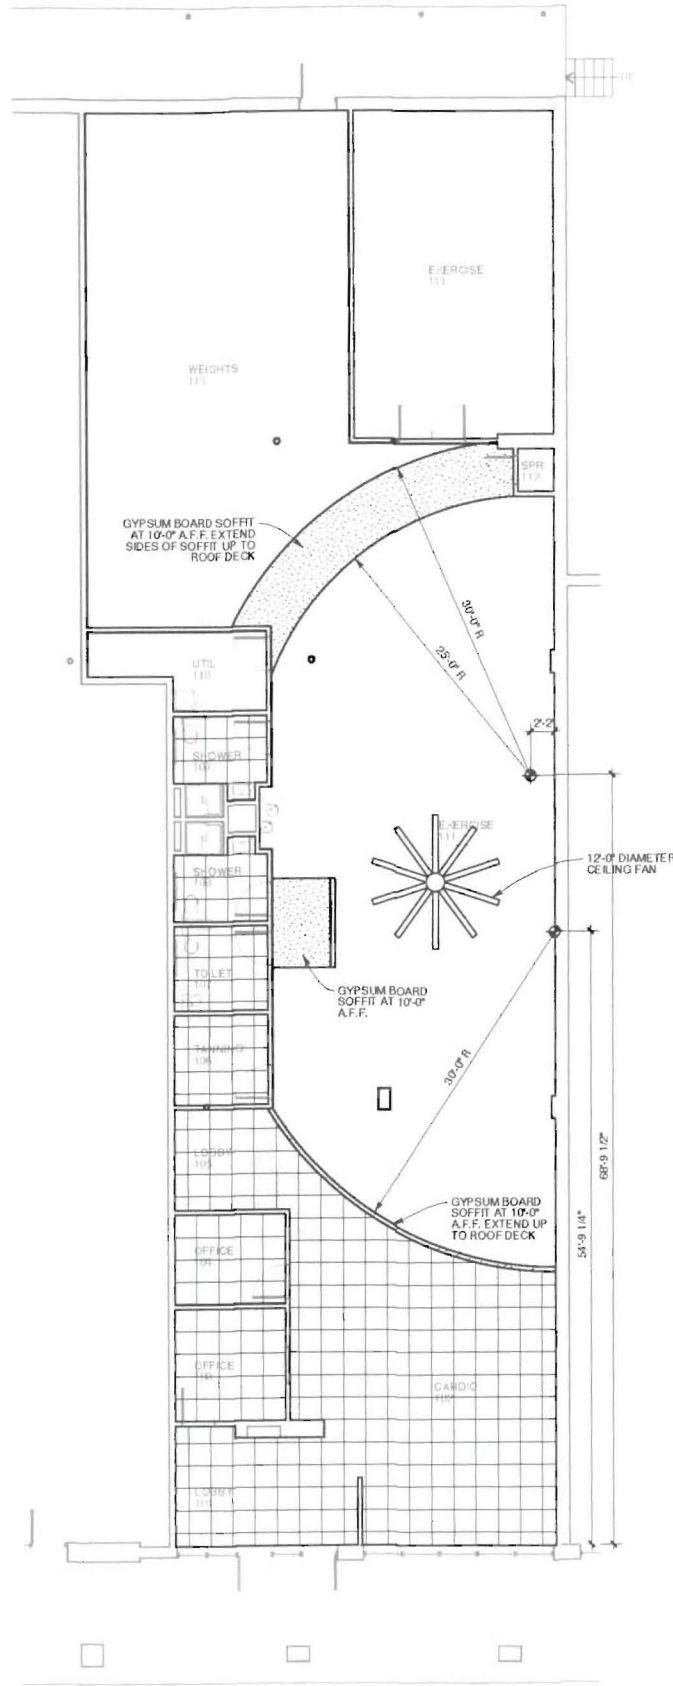 EXERCISE
WEIGHTS
SPR
112
GYPSUM BOARD SOFFIT
AT 10'-0" A.F.F. EXTEND
SIDES OF SOFFIT UP TO
ROOF DECK
30'-0" R
25'-0" R
UTIL
110
2'-2"
SHOWER
EXERCISE
111
12'-0" DIAMETER
CEILING FAN
SHOWER
TOILET
GYPSUM BOARD
SOFFIT AT 10'-0"
A.F.F.
TANNING
106
30'-0" R
LOBBY
105
68'-9 1/2"
54'-9 1/4"
GYPSUM BOARD
SOFFIT AT 10'-0"
A.F.F. EXTEND UP
TO ROOF DECK
OFFICE
OFFICE
CARDIO
LOBBY